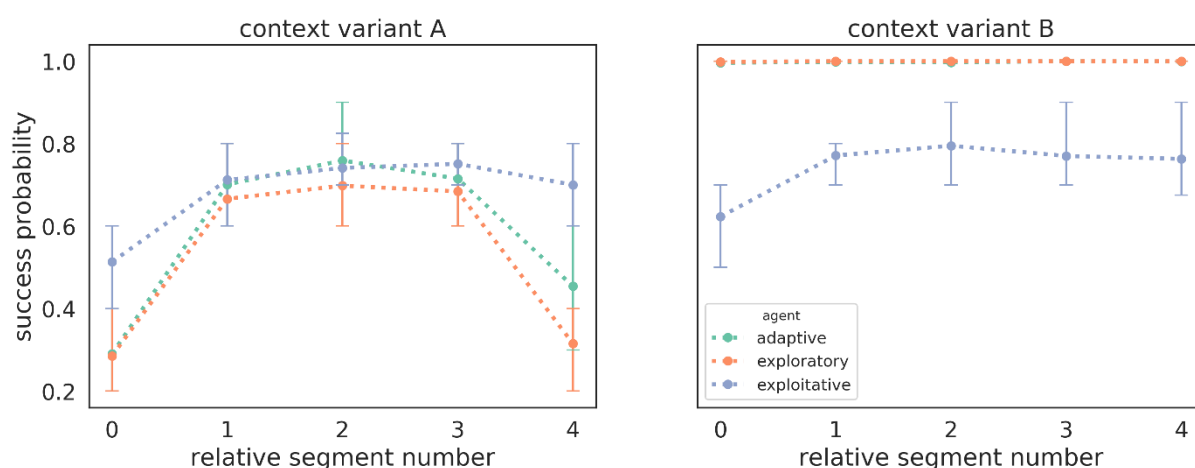 context variant A
1.0
0.8
0.6
0.4
0.2
success probability
0 1 2 3 4
relative segment number
context variant B
agent
adaptive
exploratory
exploitative
0 1 2 3 4
relative segment number